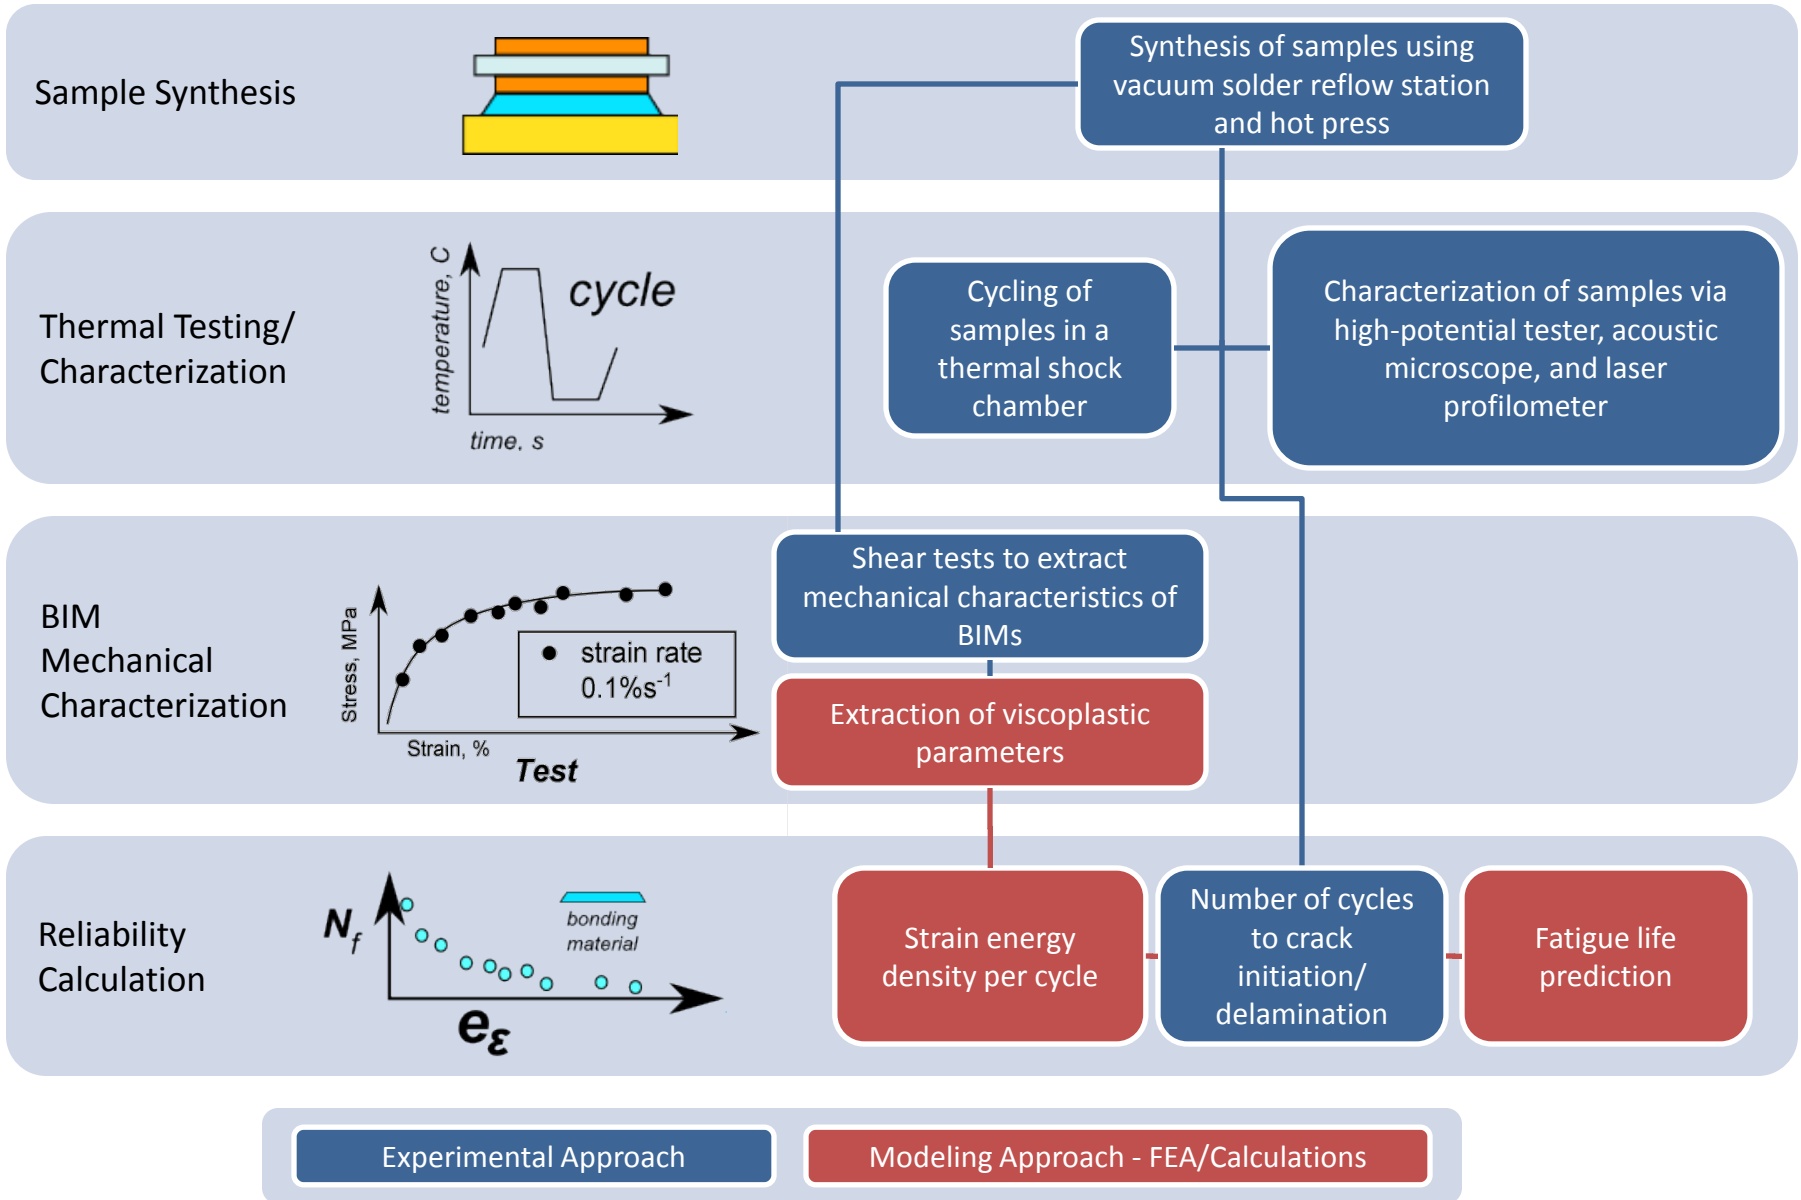 Sample Synthesis
Synthesis of samples using
vacuum solder reflow station
and hot press
Thermal Testing/
Characterization
temperature, C
cycle
time, s
Cycling of
samples in a
thermal shock
chamber
Characterization of samples via
high-potential tester, acoustic
microscope, and laser
profilometer
BIM
Mechanical
Characterization
Stress, MPa
strain rate
0.1%s⁻¹
Strain, %
Test
Shear tests to extract
mechanical characteristics of
BIMs
Extraction of viscoplastic
parameters
Reliability
Calculation
N_f
bonding
material
e_ε
Strain energy
density per cycle
Number of cycles
to crack
initiation/
delamination
Fatigue life
prediction
Experimental Approach
Modeling Approach - FEA/Calculations